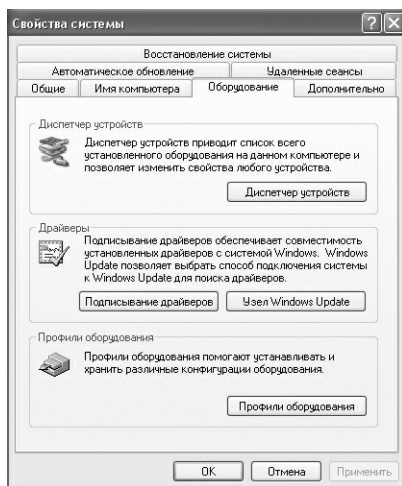 Свойства системы
Восстановление системы
Автоматическое обновление Удаленные сеансы
Общие Имя компьютера Оборудование Дополнительно
Диспетчер устройств
Диспетчер устройств приводит список всего
установленного оборудования на данном компьютере и
позволяет изменить свойства любого устройства.
Диспетчер устройств
Драйверы
Подписывание драйверов обеспечивает совместимость
установленных драйверов с системой Windows. Windows
Update позволяет выбрать способ подключения системы
к Windows Update для поиска драйверов.
Подписывание драйверов Узел Windows Update
Профили оборудования
Профили оборудования помогают устанавливать и
хранить различные конфигурации оборудования.
Профили оборудования
OK Отмена Применить